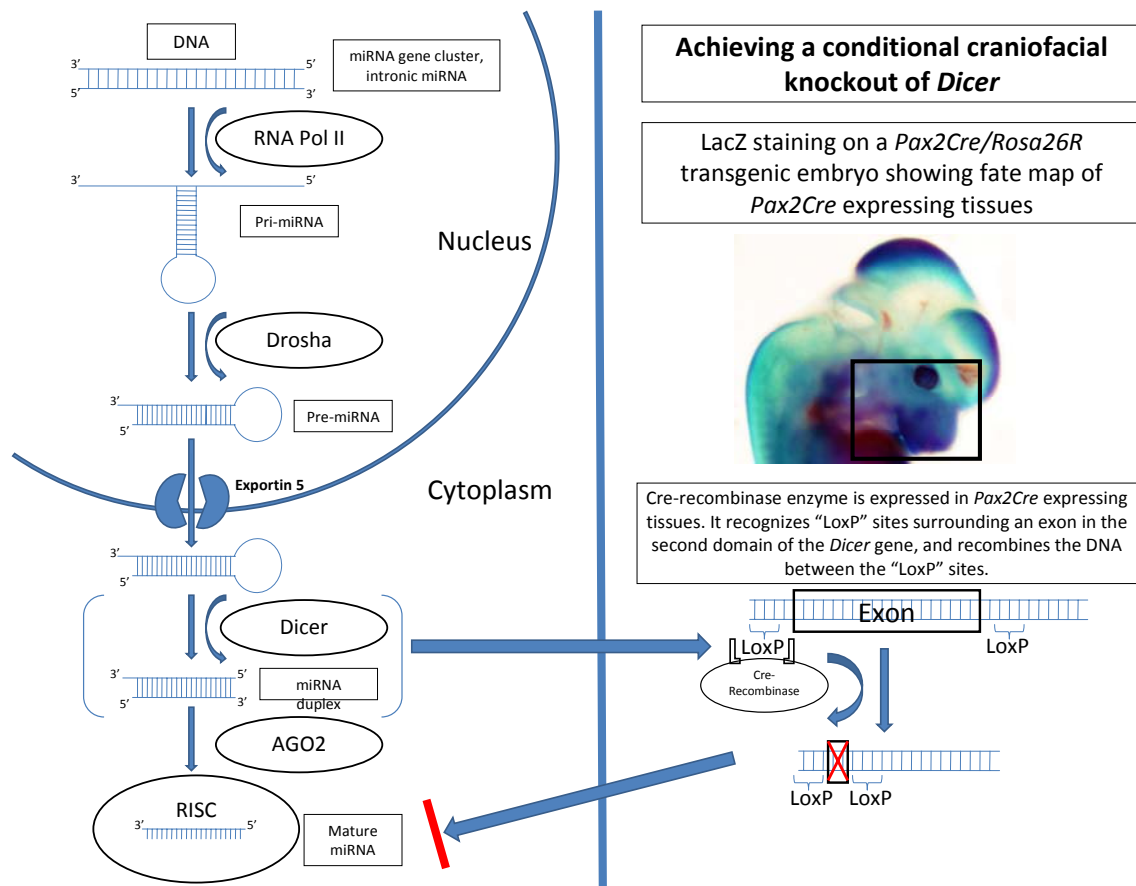 DNA
miRNA gene cluster,
intronic miRNA
3’
5’
5’
3’
RNA Pol II
3’
5’
Pri-miRNA
Nucleus
Drosha
3’
5’
Pre-miRNA
Exportin 5
Cytoplasm
3’
5’
Dicer
3’
5’
5’
3’
miRNA
duplex
AGO2
RISC
3’
5’
Mature
miRNA
Achieving a conditional craniofacial
knockout of Dicer
LacZ staining on a Pax2Cre/Rosa26R
transgenic embryo showing fate map of
Pax2Cre expressing tissues
Cre-recombinase enzyme is expressed in Pax2Cre expressing
tissues. It recognizes “LoxP” sites surrounding an exon in the
second domain of the Dicer gene, and recombines the DNA
between the “LoxP” sites.
Exon
LoxP
LoxP
Cre-
Recombinase
LoxP
LoxP